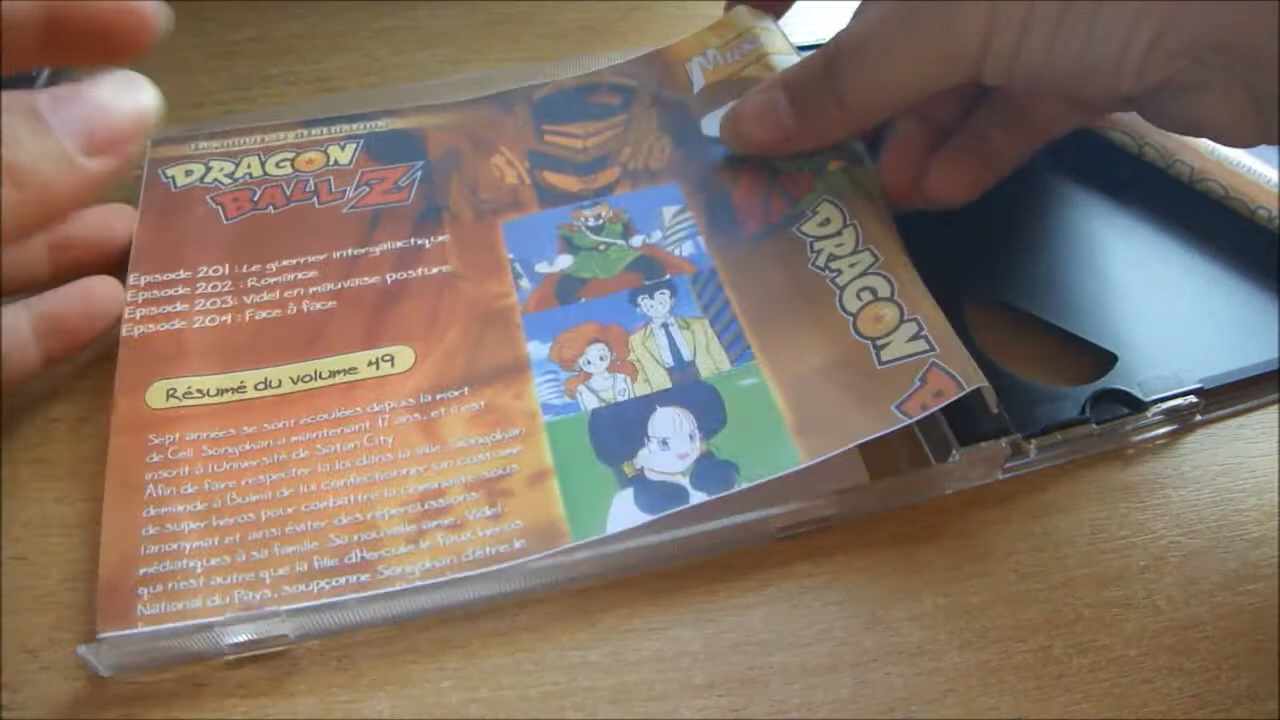 DRAGON
BALL Z
Episode 201 : Le guerrier intergalactique
Episode 202 : Romance
Episode 203 : Videl en mauvaise posture
Episode 204 : Face à face
Résumé du volume 49
Sept années se sont écoulées depuis la mort
de Cell. Songohan a maintenant 17 ans, et il est
inscrit à l'Université de Satan City
Afin de faire respecter la loi dans la ville, Songohan
demande à Bulma de lui confectionner un costume
de super héros pour combattre la criminalité sous
l'anonymat et ainsi éviter des répercussions
médiatiques à sa famille. Sa nouvelle amie, Videl,
qui n'est autre que la fille d'Hercule le faux héros
National du Pays, soupçonne Songohan d'être le
DRAGON
B